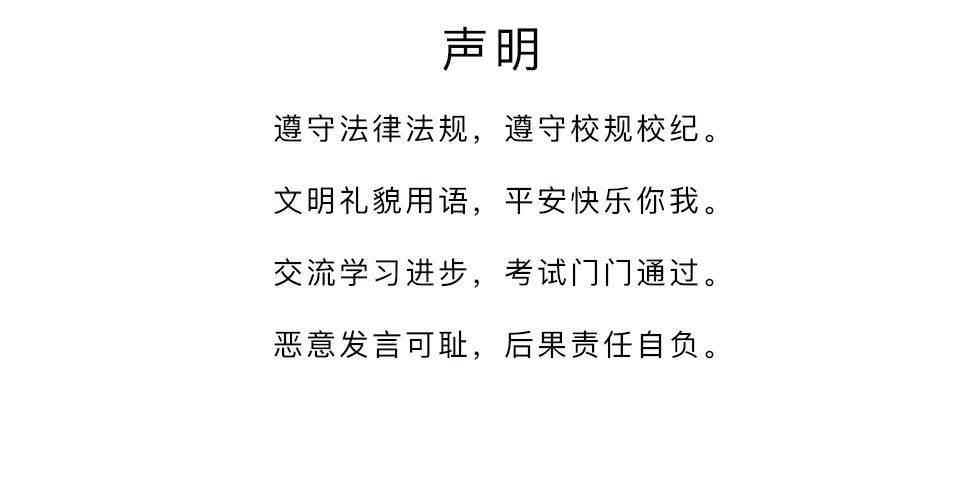 声明
遵守法律法规，遵守校规校纪。
文明礼貌用语，平安快乐你我。
交流学习进步，考试门门通过。
恶意发言可耻，后果责任自负。